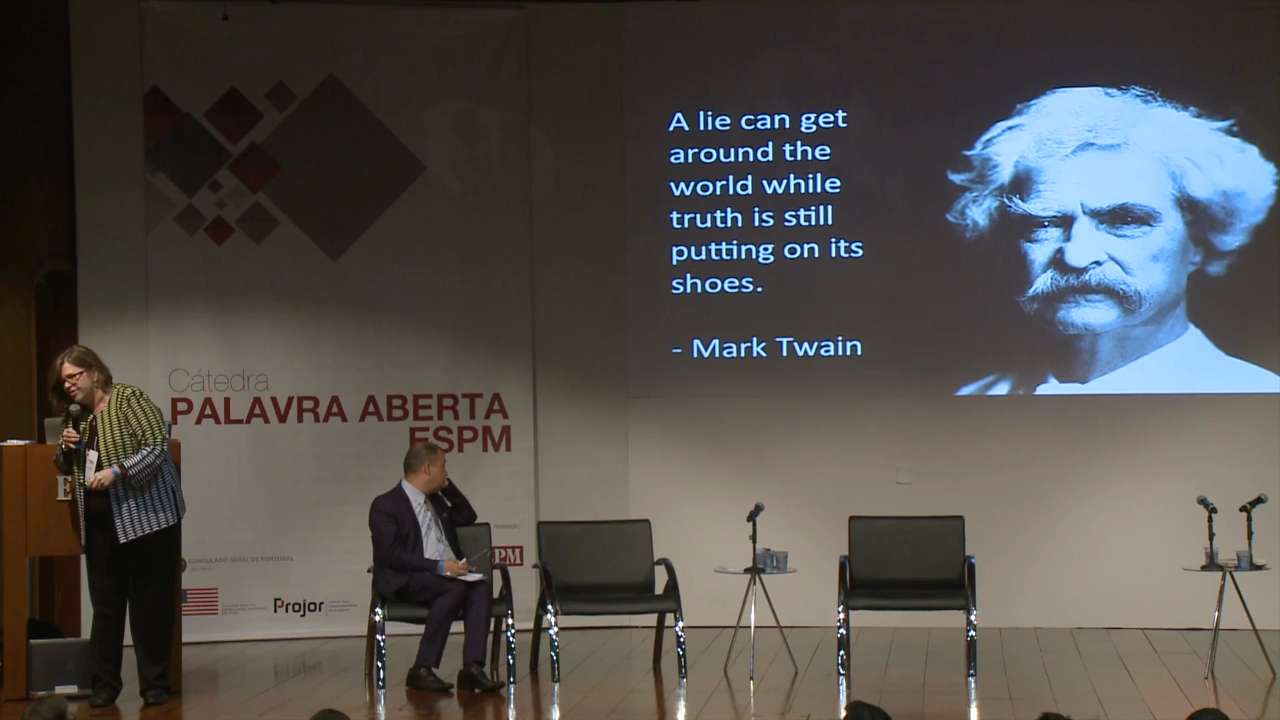 A lie can get
around the
world while
truth is still
putting on its
shoes.
- Mark Twain
Cátedra
PALAVRA ABERTA
ESPM
E
CONSULADO GERAL DE PORTUGAL
Projor
PM